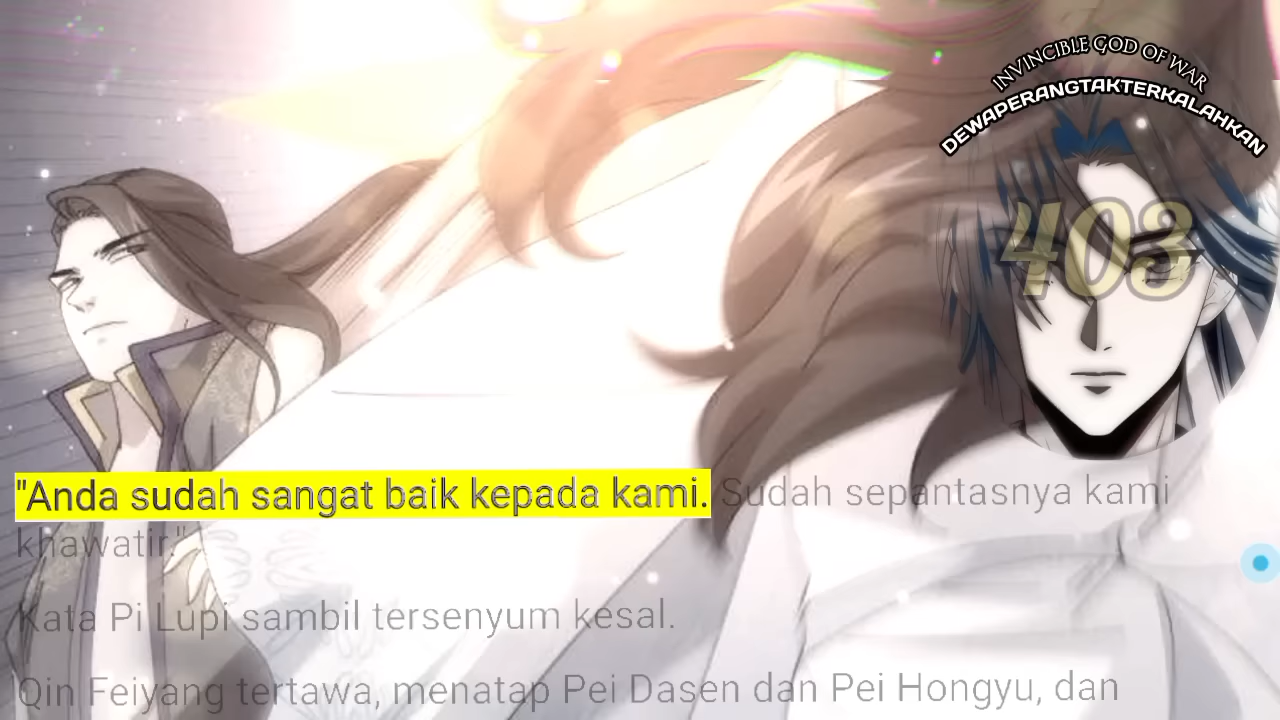 INVINCIBLE GOD OF WAR
DEWAPERANGTAKTERKALAHKAN
403
"Anda sudah sangat baik kepada kami. Sudah sepantasnya kami
khawatir."
Kata Pi Lupi sambil tersenyum kesal.
Qin Feiyang tertawa, menatap Pei Dasen dan Pei Hongyu, dan